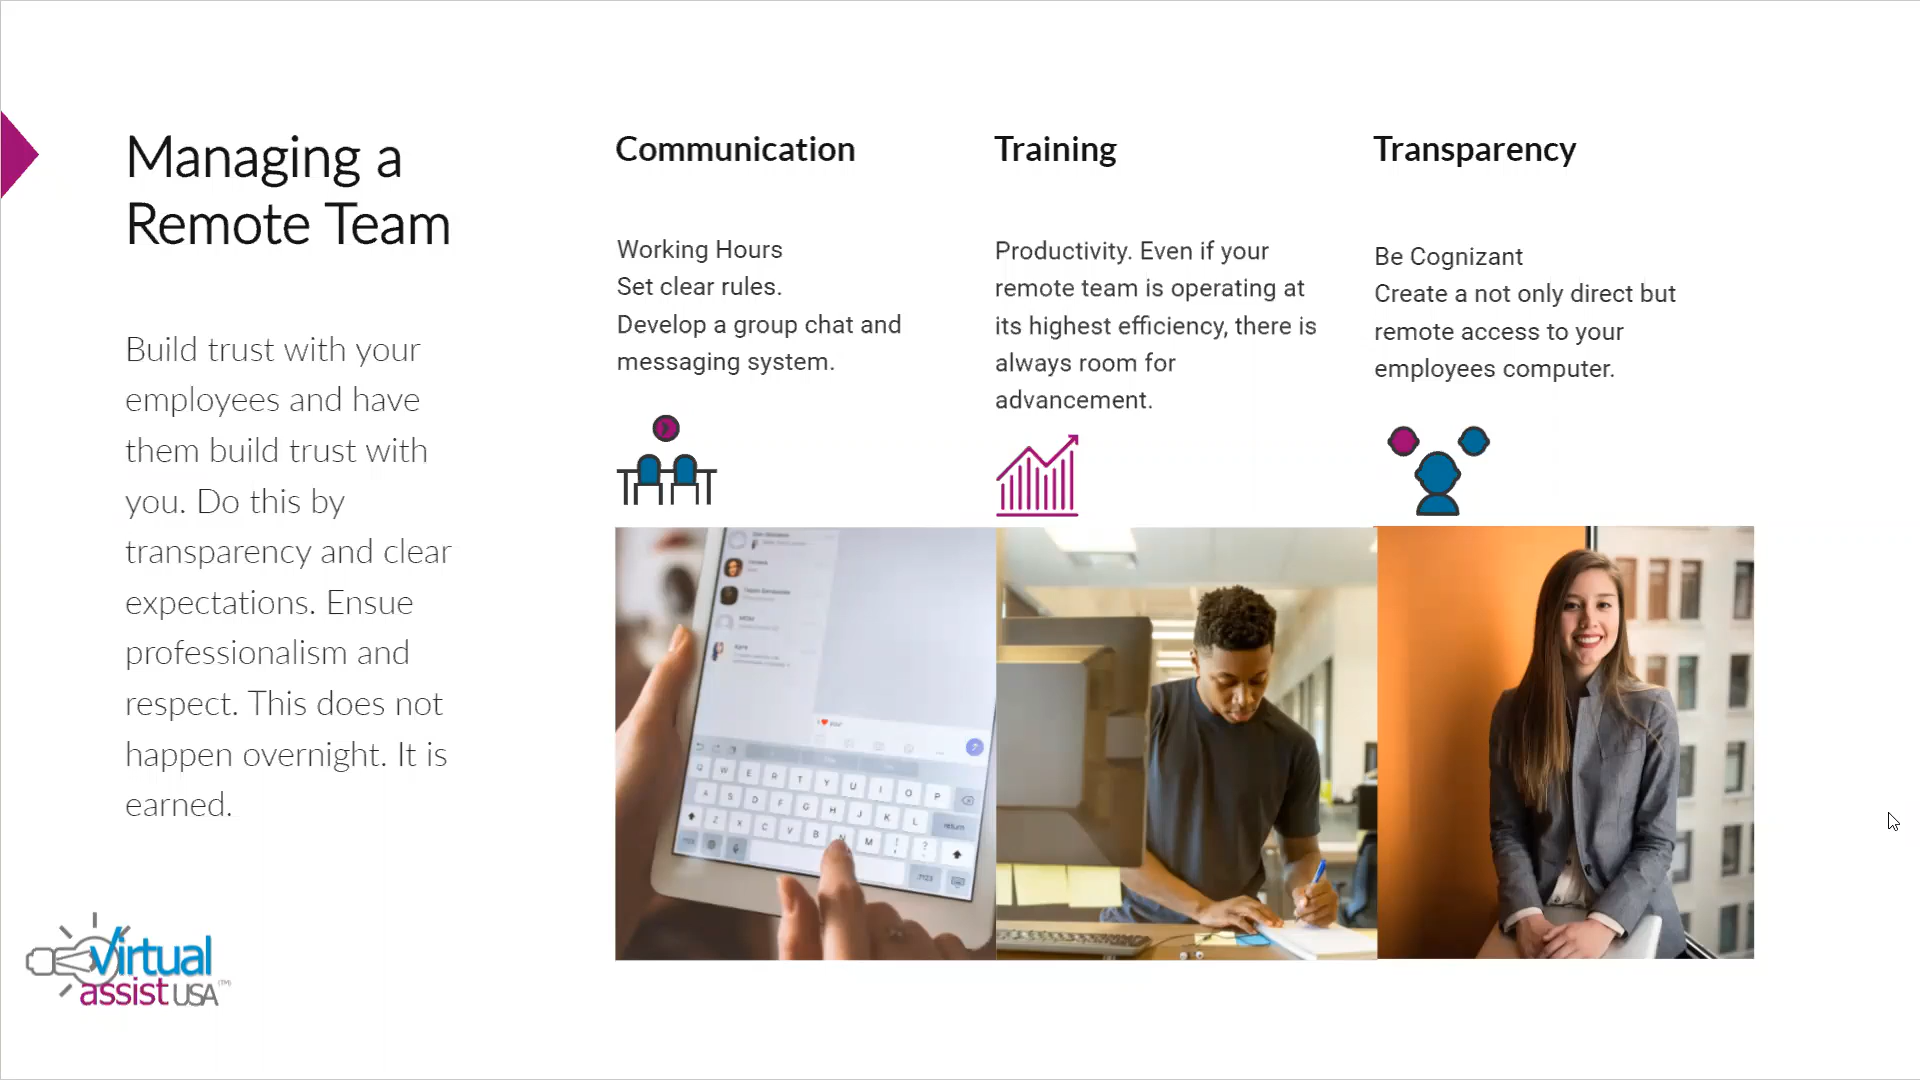 Managing a
Remote Team
Build trust with your
employees and have
them build trust with
you. Do this by
transparency and clear
expectations. Ensue
professionalism and
respect. This does not
happen overnight. It is
earned.
Communication
Working Hours
Set clear rules.
Develop a group chat and
messaging system.
Training
Productivity. Even if your
remote team is operating at
its highest efficiency, there is
always room for
advancement.
Transparency
Be Cognizant
Create a not only direct but
remote access to your
employees computer.
Q W E R T Y U I O P
A S D F G H J K L return
Z X C V B N M ! ?
.?123
Virtual
assist USA (TM)